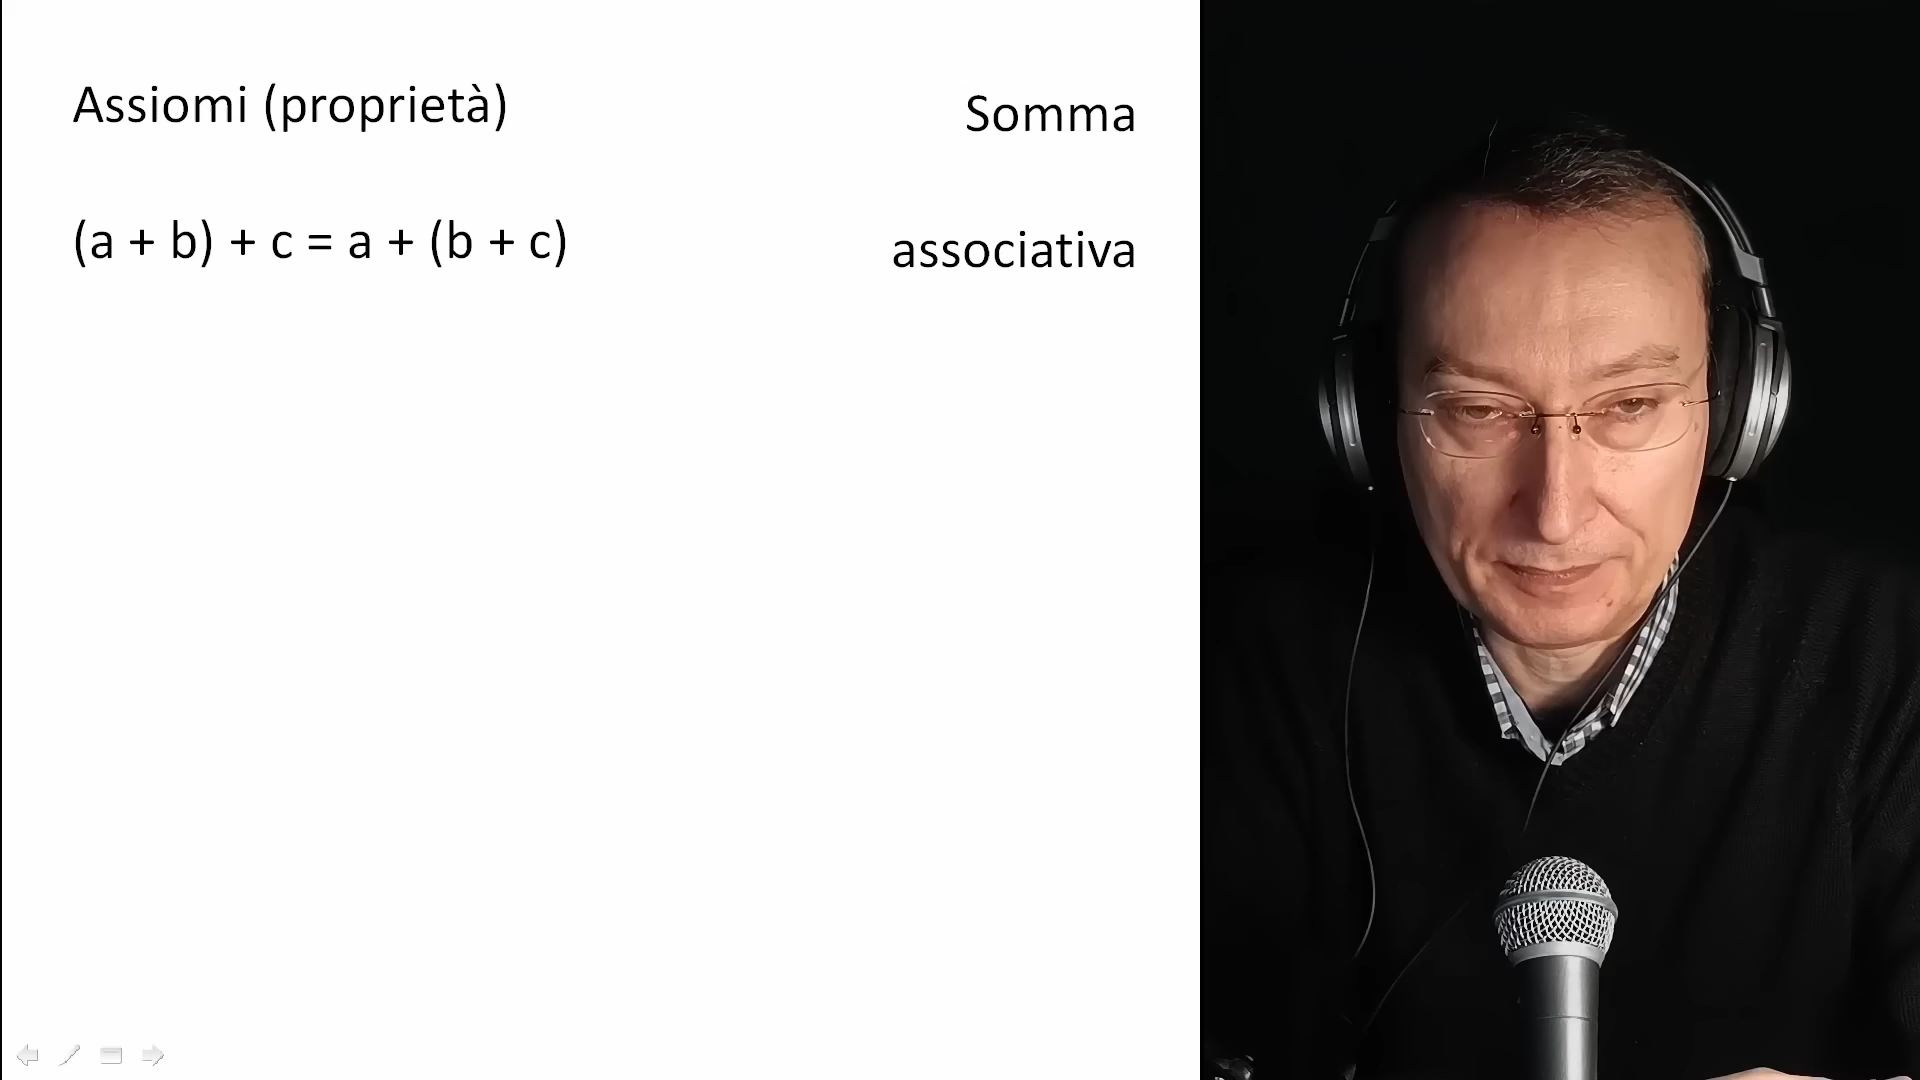 Assiomi (proprietà)
Somma
(a + b) + c = a + (b + c)
associativa